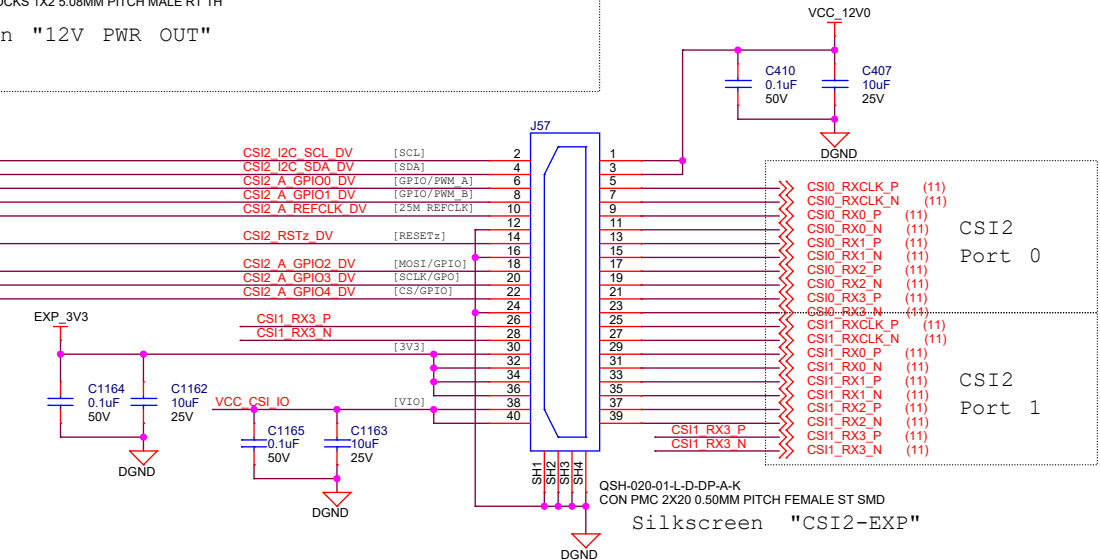 OCKS 1X2 5.08MM PITCH MALE RT TH
n "12V PWR OUT"
VCC_12V0
C410
0.1uF
50V
C407
10uF
25V
DGND
J57
CSI2_I2C_SCL_DV [SCL] 2
CSI2_I2C_SDA_DV [SDA] 4
CSI2_A_GPIO0_DV [GPIO/PWM_A] 6
CSI2_A_GPIO1_DV [GPIO/PWM_B] 8
CSI2_A_REFCLK_DV [25M REFCLK] 10
12
CSI2_RSTz_DV [RESETz] 14
16
CSI2_A_GPIO2_DV [MOSI/GPIO] 18
CSI2_A_GPIO3_DV [SCLK/GPO] 20
CSI2_A_GPIO4_DV [CS/GPIO] 22
24
CSI1_RX3_P 26
CSI1_RX3_N 28
[3V3] 30
32
34
36
[VIO] 38
40
1
3
5 CSI0_RXCLK_P (11)
7 CSI0_RXCLK_N (11)
9 CSI0_RX0_P (11)
11 CSI0_RX0_N (11)
13 CSI0_RX1_P (11)
15 CSI0_RX1_N (11)
17 CSI0_RX2_P (11)
19 CSI0_RX2_N (11)
21 CSI0_RX3_P (11)
23 CSI0_RX3_N (11)
25 CSI1_RXCLK_P (11)
27 CSI1_RXCLK_N (11)
29 CSI1_RX0_P (11)
31 CSI1_RX0_N (11)
33 CSI1_RX1_P (11)
35 CSI1_RX1_N (11)
37 CSI1_RX2_P (11)
39 CSI1_RX2_N (11)
CSI1_RX3_P CSI1_RX3_P (11)
CSI1_RX3_N CSI1_RX3_N (11)
CSI2
Port 0
CSI2
Port 1
EXP_3V3
C1164
0.1uF
50V
C1162
10uF
25V
DGND
VCC_CSI_IO
C1165
0.1uF
50V
C1163
10uF
25V
DGND
SH1
SH2
SH3
SH4
QSH-020-01-L-D-DP-A-K
CON PMC 2X20 0.50MM PITCH FEMALE ST SMD
Silkscreen "CSI2-EXP"
DGND